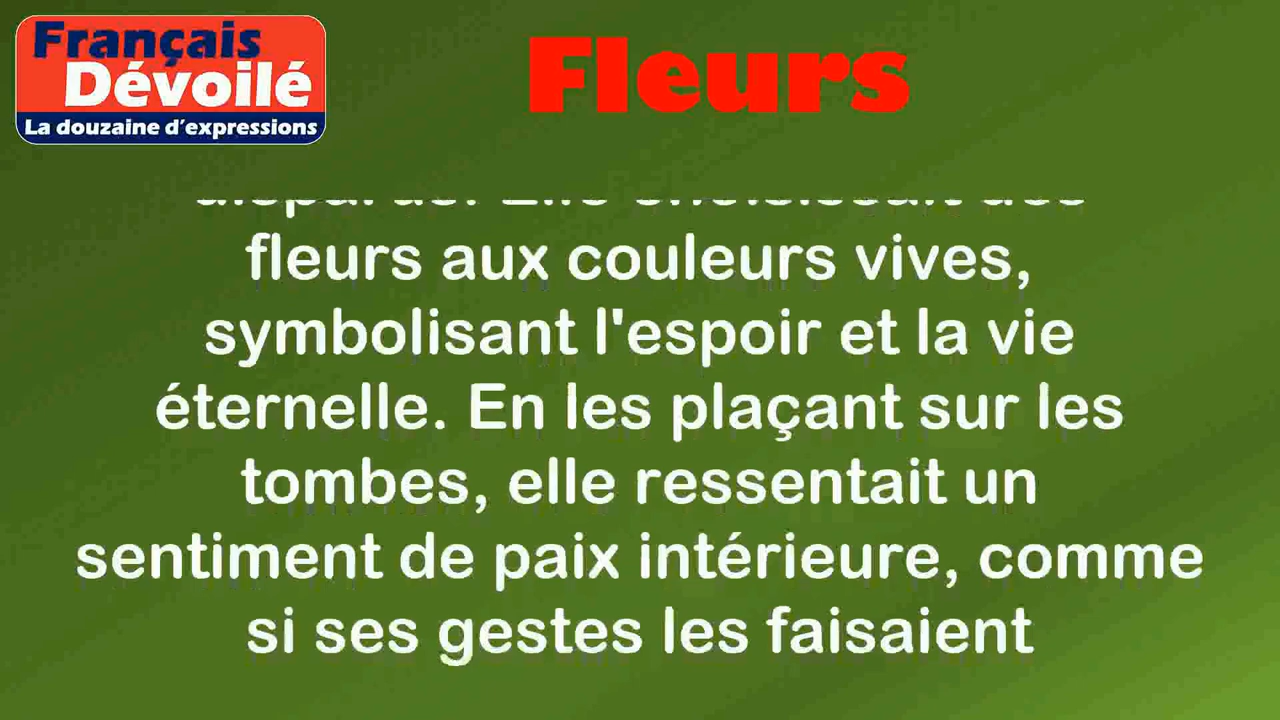 Français
Dévoilé
La douzaine d'expressions
Fleurs
fleurs aux couleurs vives,
symbolisant l'espoir et la vie
éternelle. En les plaçant sur les
tombes, elle ressentait un
sentiment de paix intérieure, comme
si ses gestes les faisaient